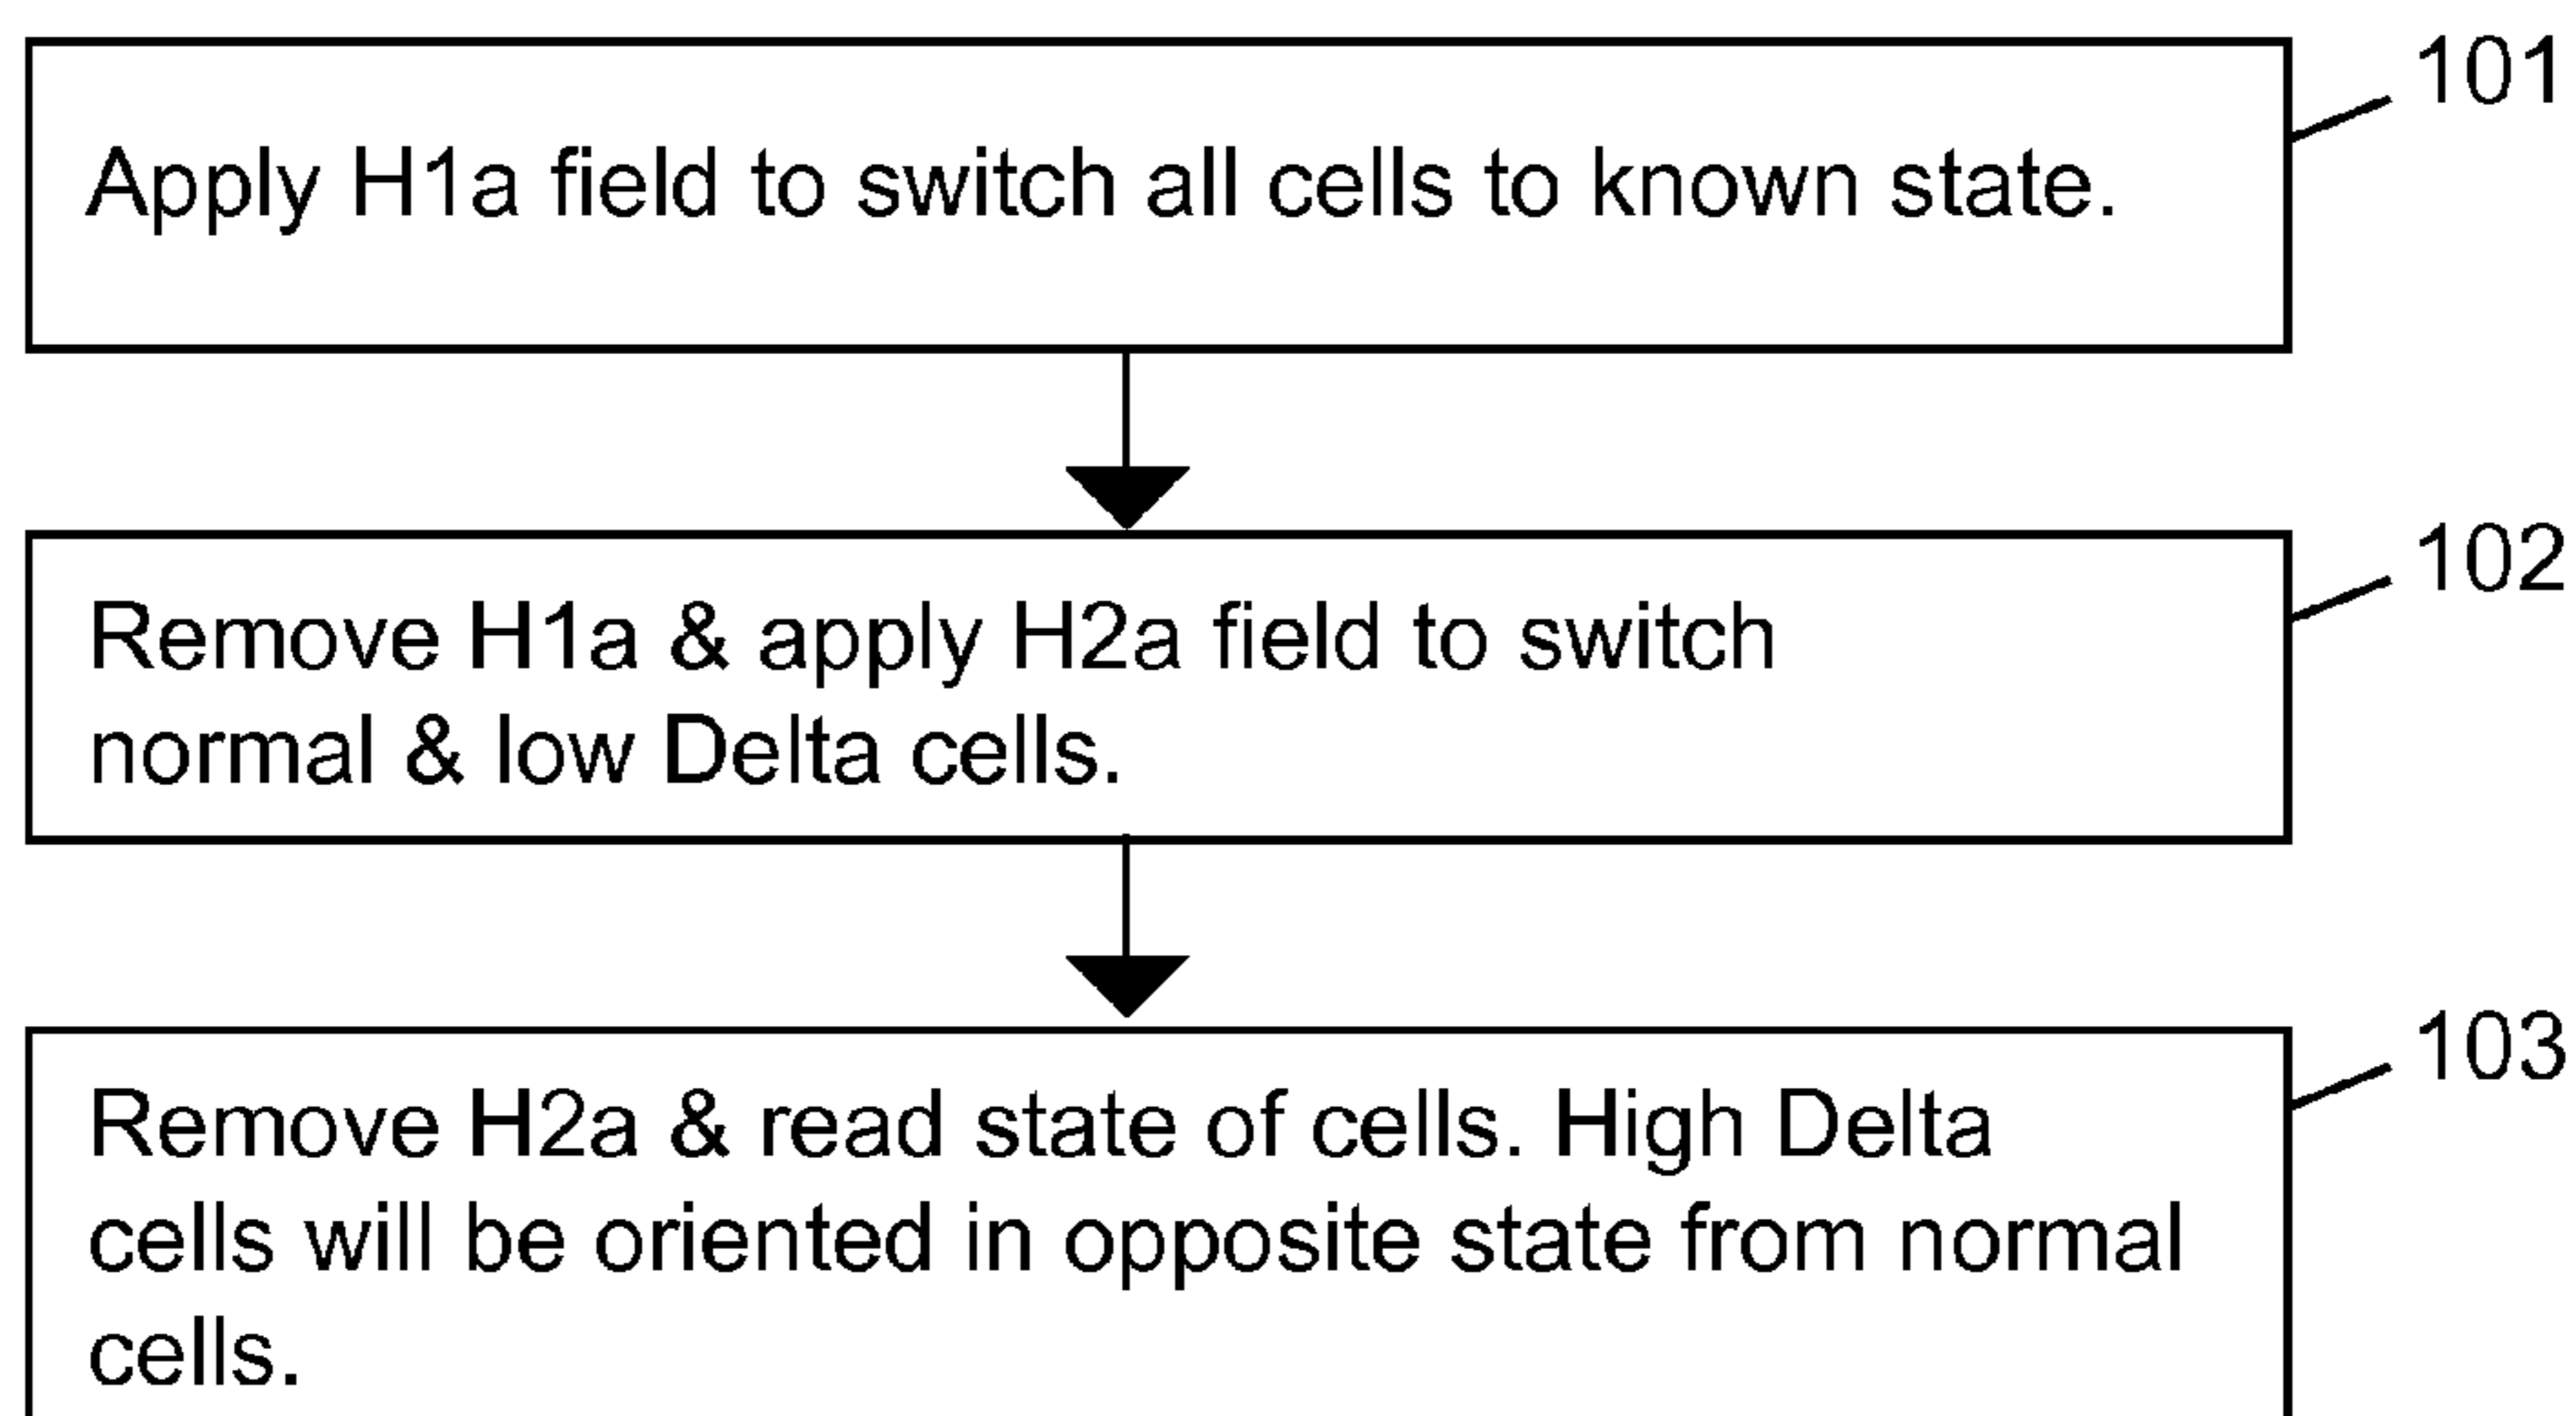 101
Apply H1a field to switch all cells to known state.
102
Remove H1a & apply H2a field to switch
normal & low Delta cells.
103
Remove H2a & read state of cells. High Delta
cells will be oriented in opposite state from normal
cells.